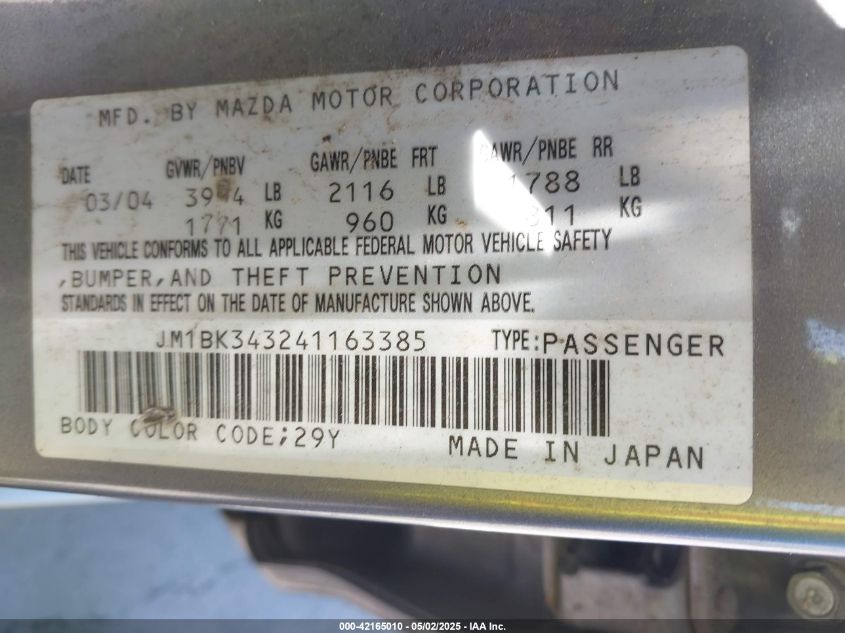 MFD. BY MAZDA MOTOR CORPORATION
DATE GVWR/PNBV GAWR/PNBE FRT GAWR/PNBE RR
03/04 LB 2116 LB 1788 LB
1771 KG 960 KG 811 KG
THIS VEHICLE CONFORMS TO ALL APPLICABLE FEDERAL MOTOR VEHICLE SAFETY
,BUMPER,AND THEFT PREVENTION
STANDARDS IN EFFECT ON THE DATE OF MANUFACTURE SHOWN ABOVE.
JM1BK343241163385 TYPE:PASSENGER
BODY COLOR CODE;29Y MADE IN JAPAN
000-42165010 - 05/02/2025 - IAA Inc.